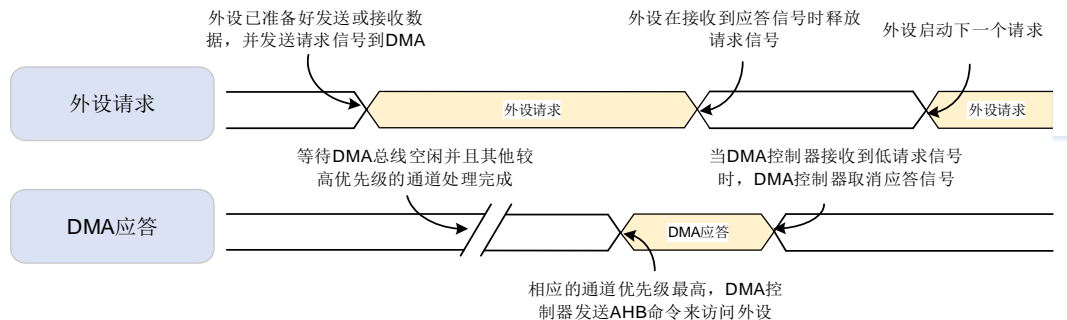 外设已准备好发送或接收数
据，并发送请求信号到DMA
外设在接收到应答信号时释放
请求信号
外设启动下一个请求
外设请求
外设请求
外设请求
等待DMA总线空闲并且其他较
高优先级的通道处理完成
当DMA控制器接收到低请求信号
时，DMA控制器取消应答信号
DMA应答
DMA应答
相应的通道优先级最高，DMA控
制器发送AHB命令来访问外设